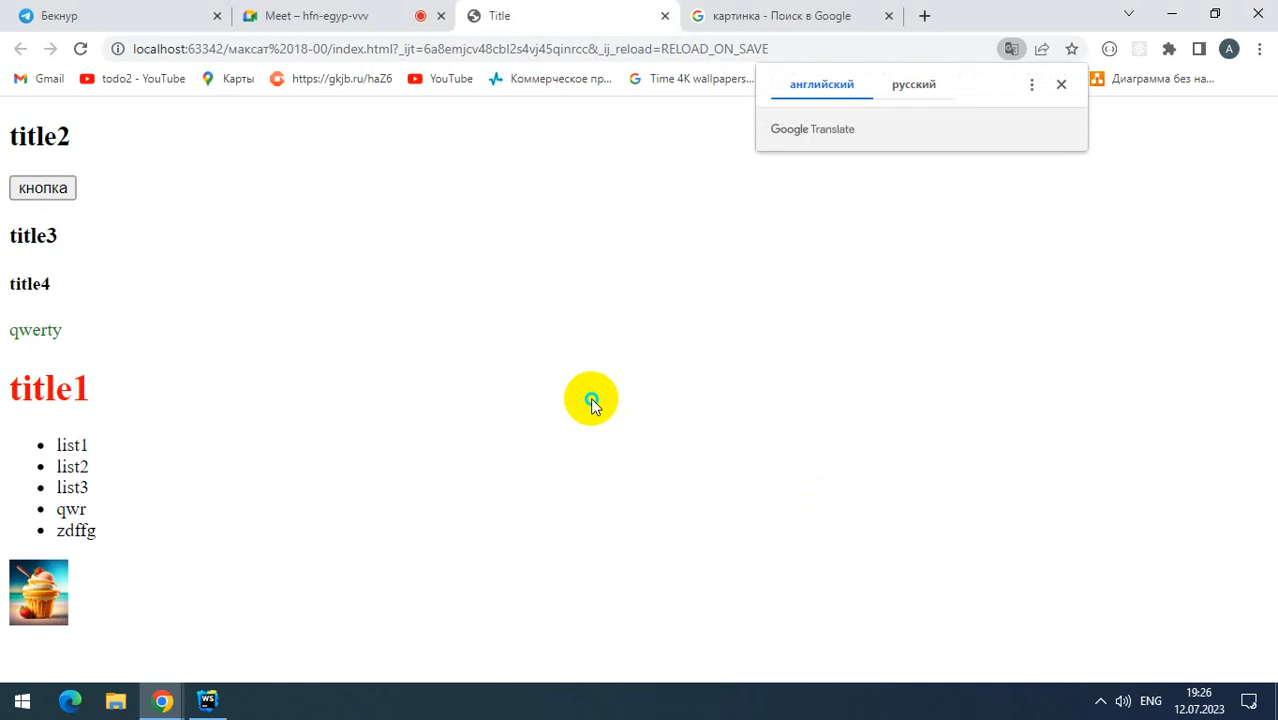 Бекнур
Meet – hfn-egyp-vvv
Title
картинка - Поиск в Google
localhost:63342/максат%2018-00/index.html?_ijt=6a8emjcv48cbl2s4vj45qinrcc&_ij_reload=RELOAD_ON_SAVE
A
Gmail
todo2 - YouTube
Карты
https://gkjb.ru/haZ6
YouTube
Коммерческое пр...
Time 4K wallpapers...
Диаграмма без на...
английский
русский
Google Translate
title2
кнопка
title3
title4
qwerty
title1
list1
list2
list3
qwr
zdffg
WS
ENG
19:26
12.07.2023